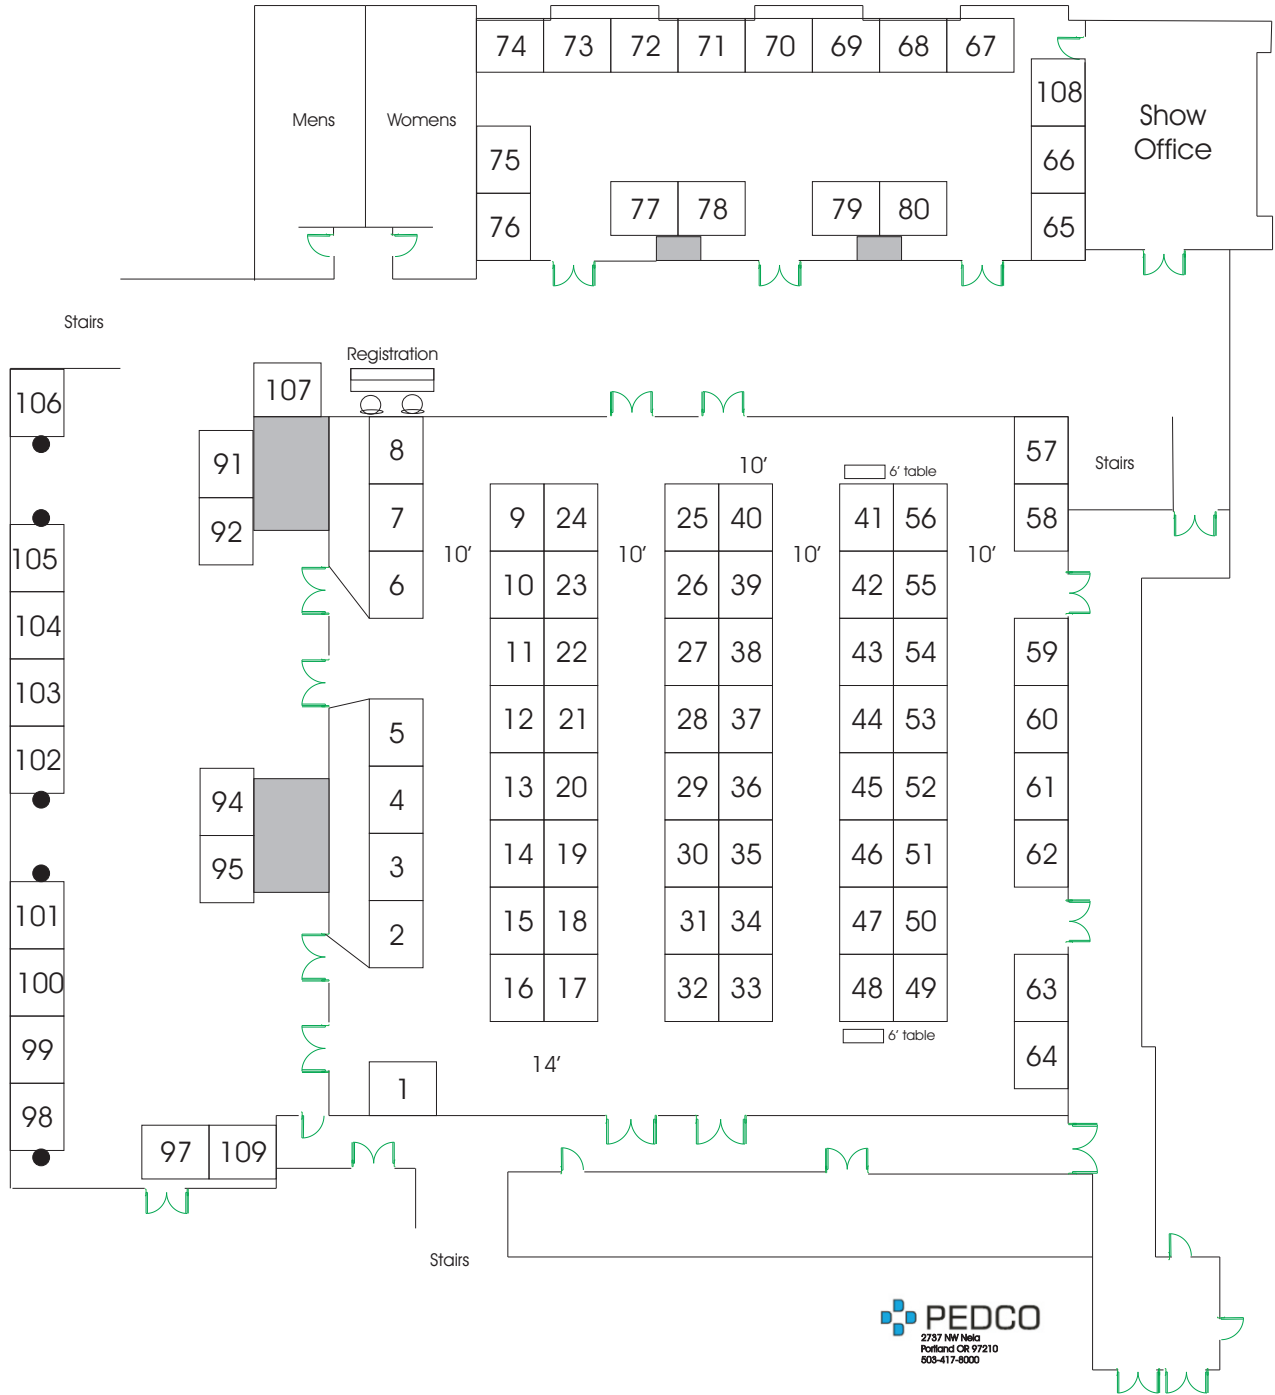 74 73 72 71 70 69 68 67
108
Show
Office
Mens Womens
75 66
77 78 79 80
76 65
Stairs
Registration
106 107
8 57
91 10' 6' table Stairs
92 7 9 24 25 40 41 56 58
105 10' 10' 10' 10'
6 10 23 26 39 42 55
104 11 22 27 38 43 54 59
103
5 12 21 28 37 44 53 60
102
94 4 13 20 29 36 45 52 61
95 3 14 19 30 35 46 51 62
101 2 15 18 31 34 47 50
100 16 17 32 33 48 49 63
99 6' table
14' 64
1
98
97 109
Stairs
PEDCO
2737 NW Nela
Portland OR 97210
503-417-8000